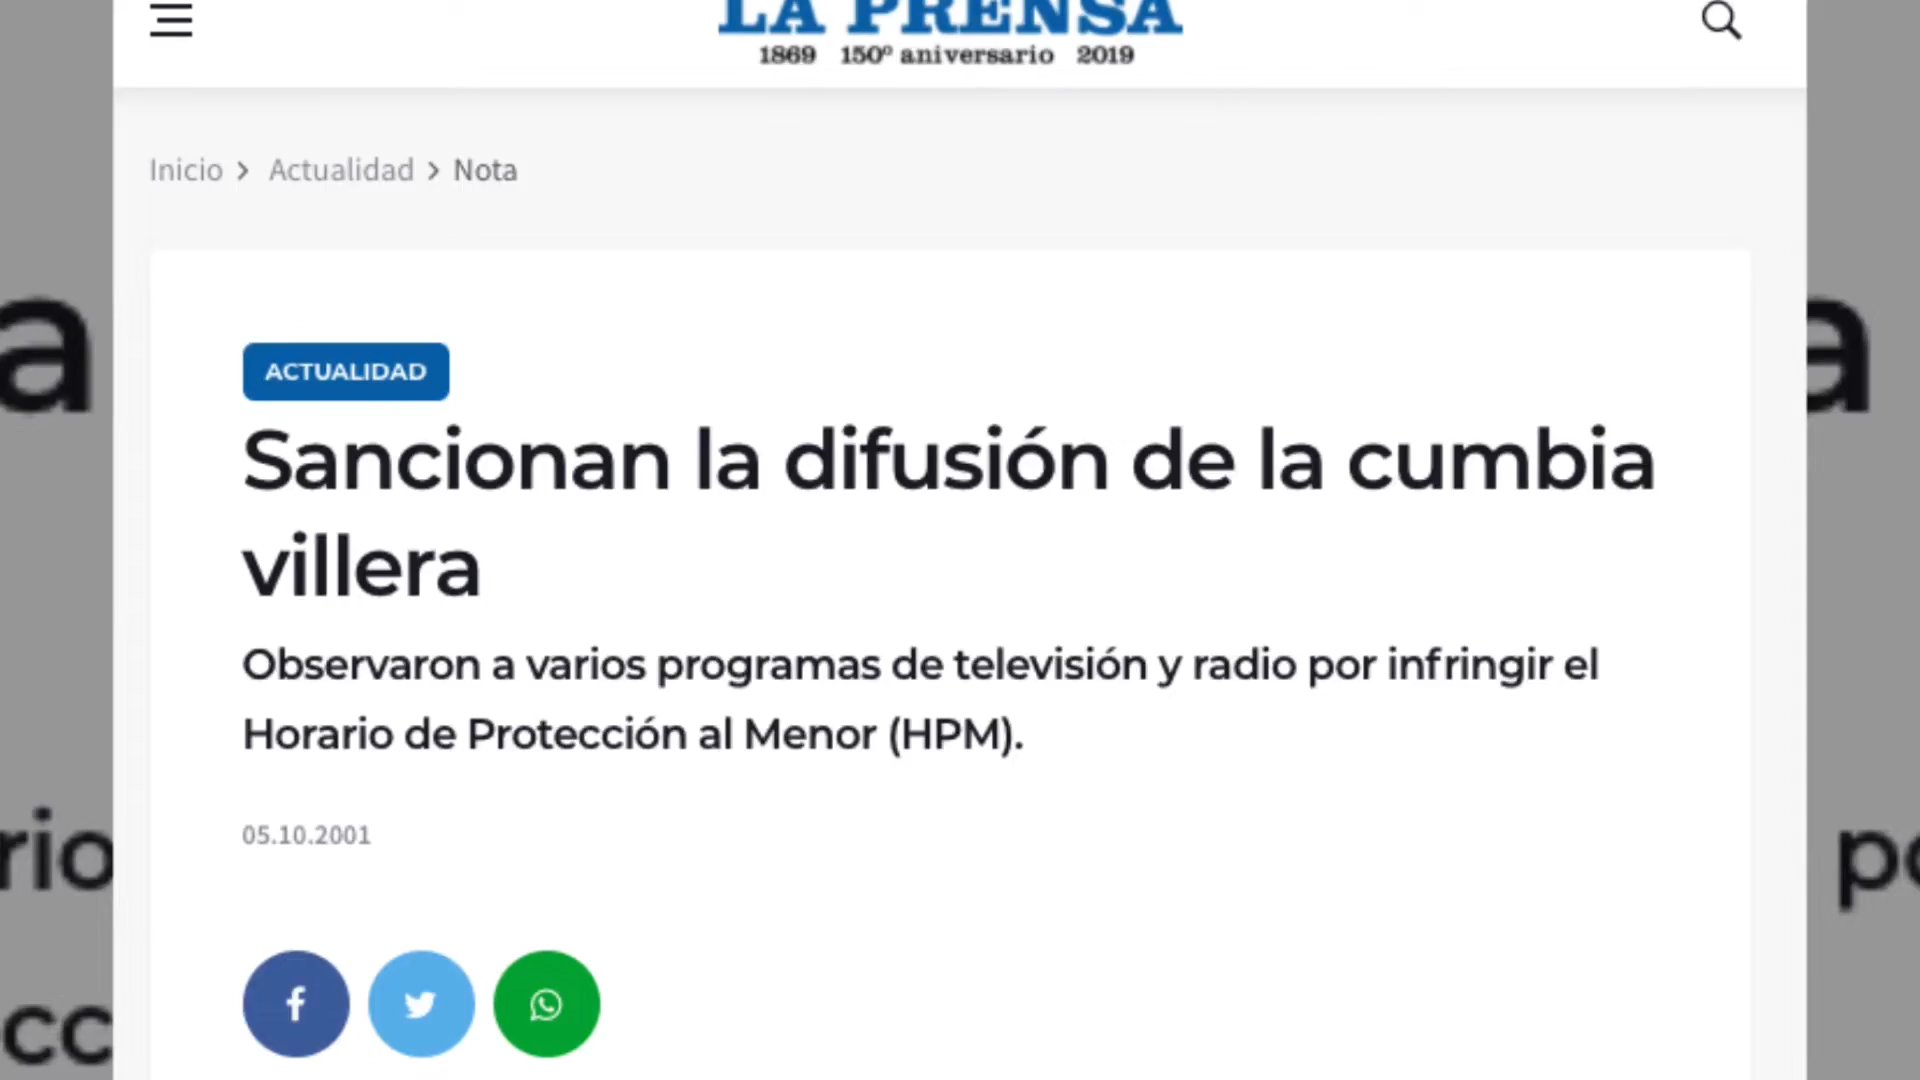 LA PRENSA
1869 150º aniversario 2019
Inicio > Actualidad > Nota
ACTUALIDAD
Sancionan la difusión de la cumbia
villera
Observaron a varios programas de televisión y radio por infringir el
Horario de Protección al Menor (HPM).
05.10.2001